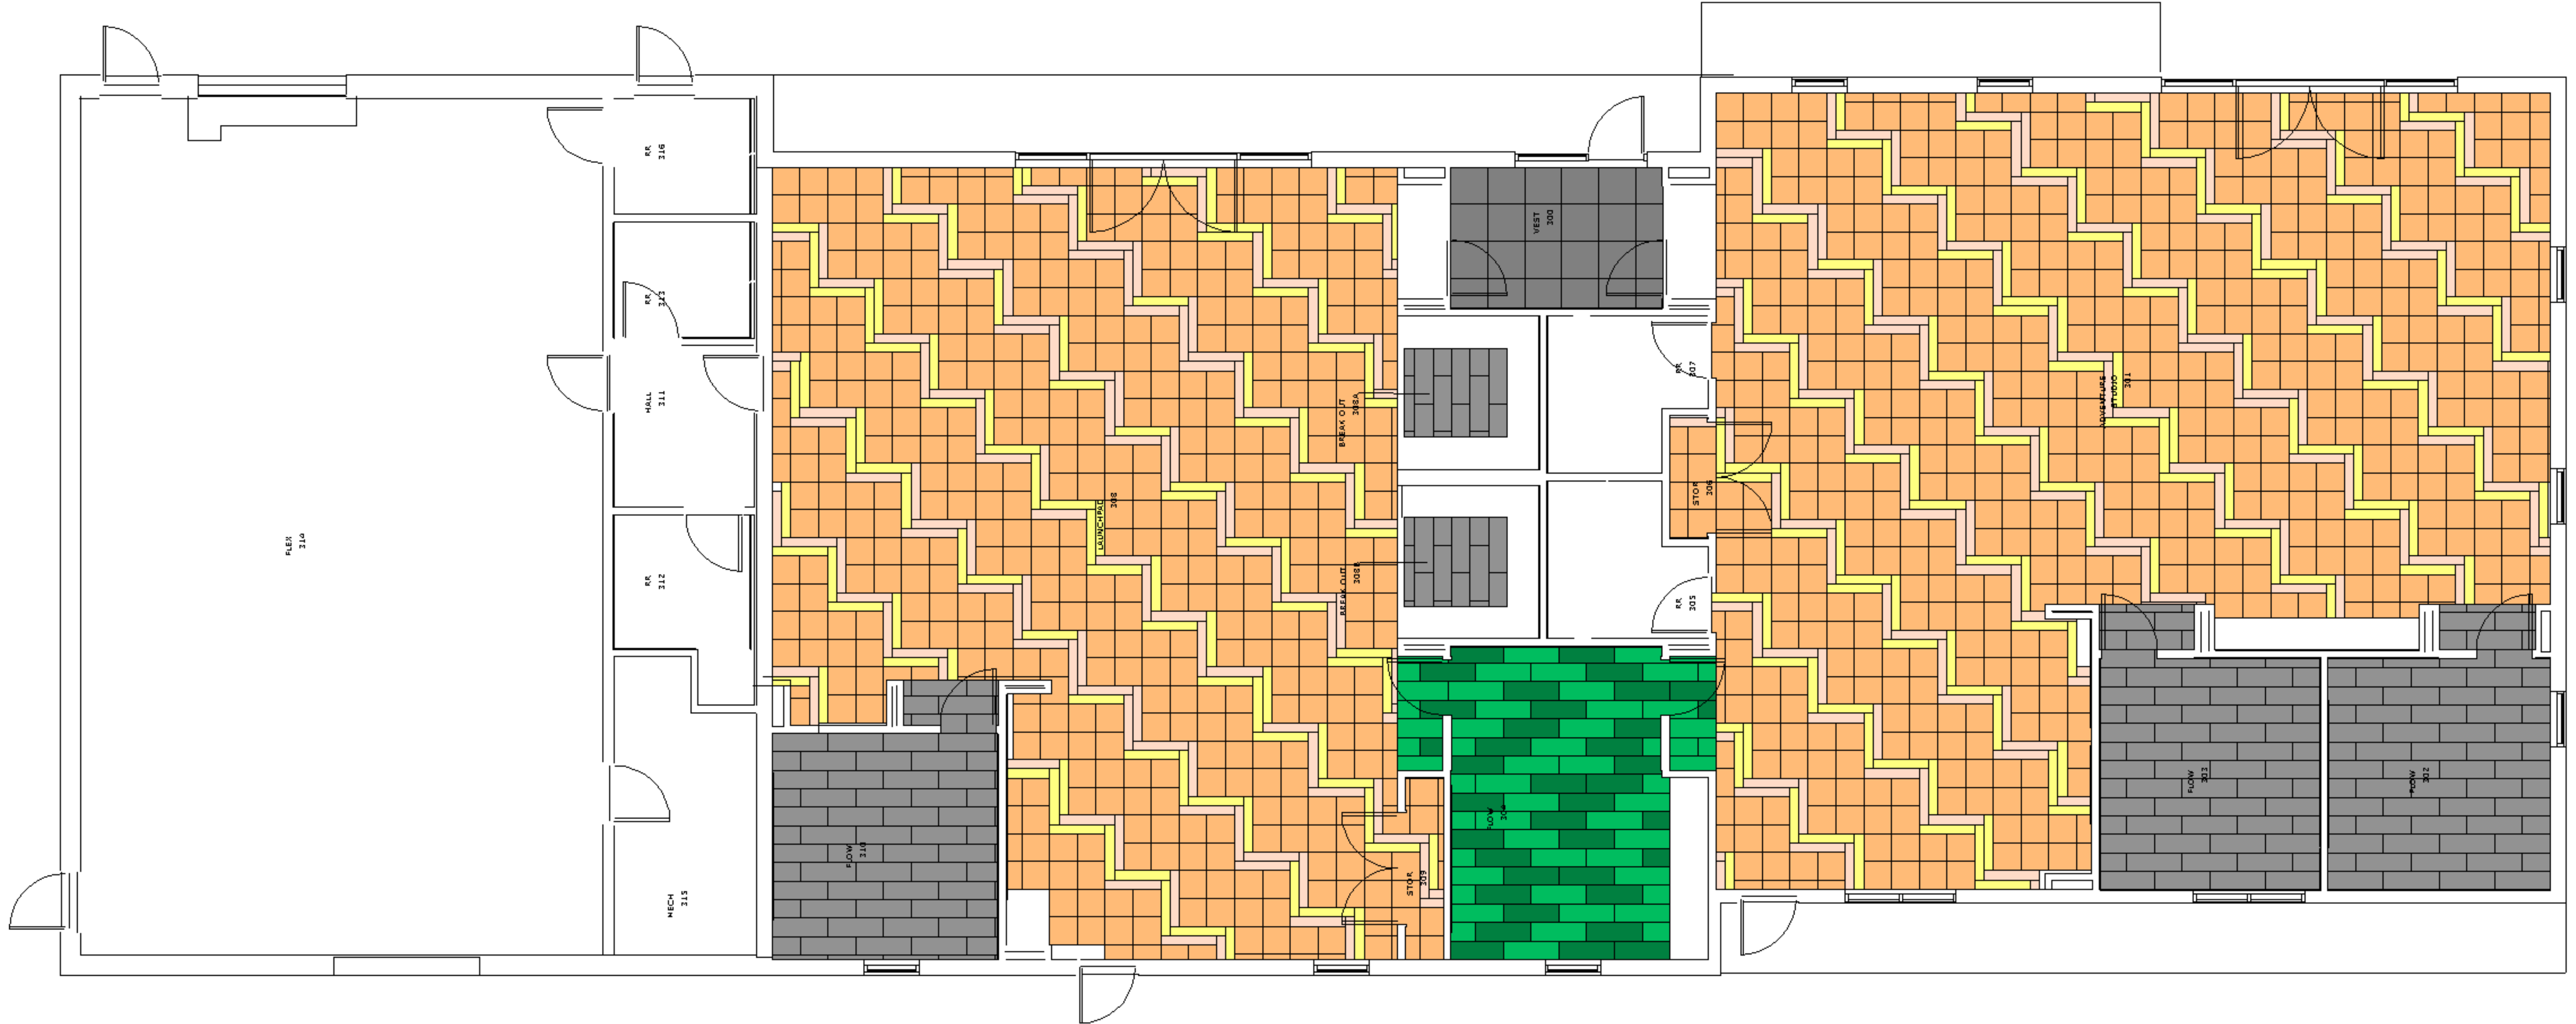 RR
316
RR
313
HALL
311
RR
312
FLEX
314
MECH
315
LAUNCHPAD
308
BREAK OUT
308A
BREAK OUT
308B
VEST
300
RR
307
STOR
306
RR
305
ADVENTURE
STUDIO
301
FLOW
310
STOR
309
FLOW
304
FLOW
303
FLOW
302